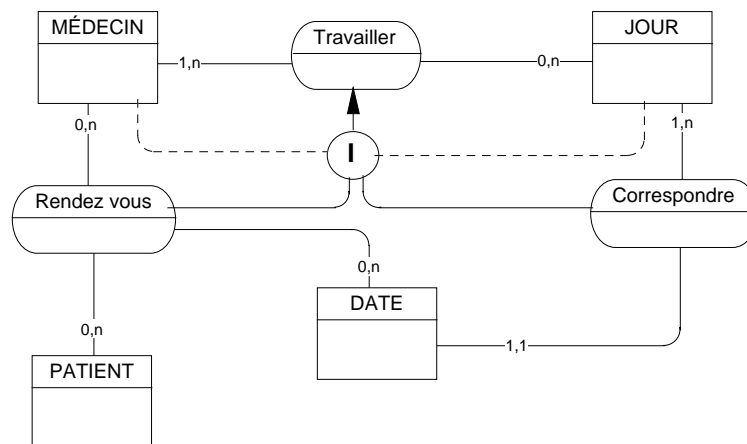 MÉDECIN
Travailler
JOUR
1,n
0,n
0,n
1,n
I
Rendez vous
Correspondre
0,n
DATE
0,n
1,1
PATIENT